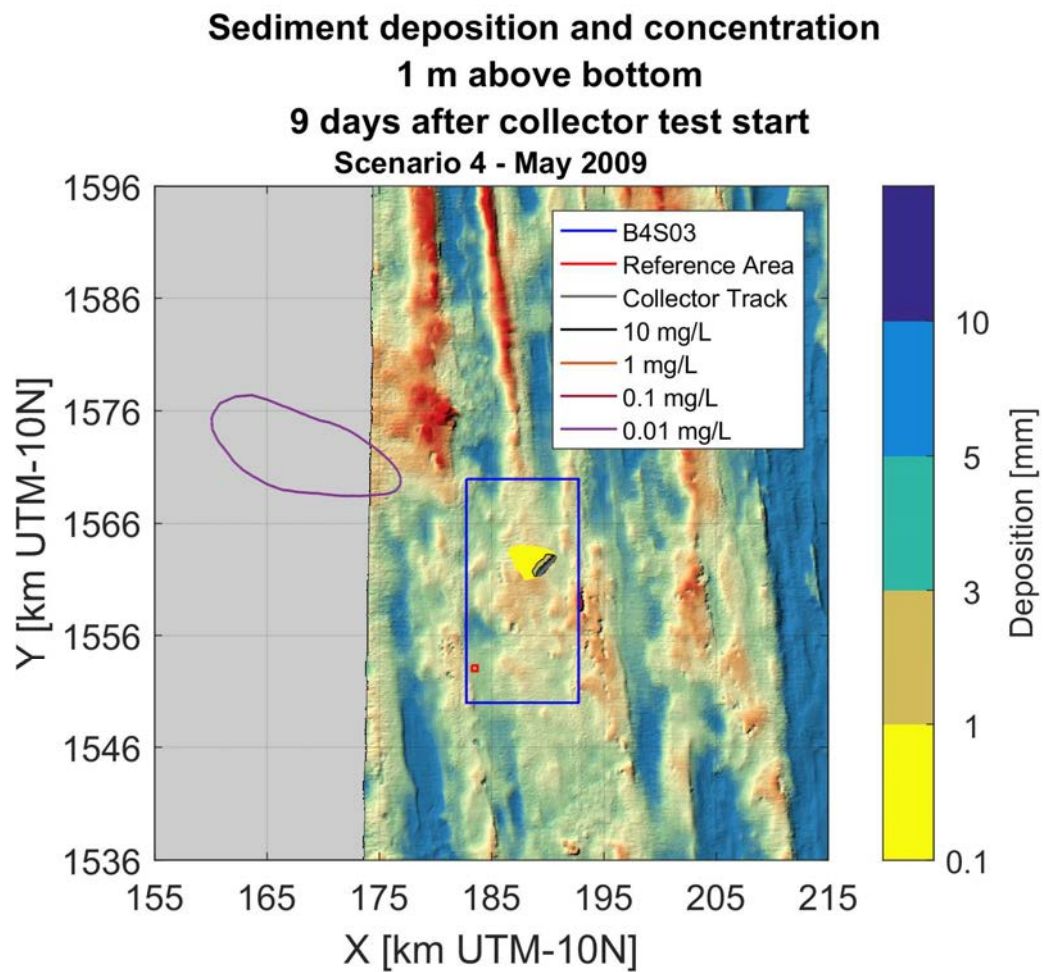 Sediment deposition and concentration
1 m above bottom
9 days after collector test start
Scenario 4 - May 2009
1596
1586
1576
1566
1556
1546
1536
Y [km UTM-10N]
B4S03
Reference Area
Collector Track
10 mg/L
1 mg/L
0.1 mg/L
0.01 mg/L
155 165 175 185 195 205 215
X [km UTM-10N]
10
5
3
1
0.1
Deposition [mm]